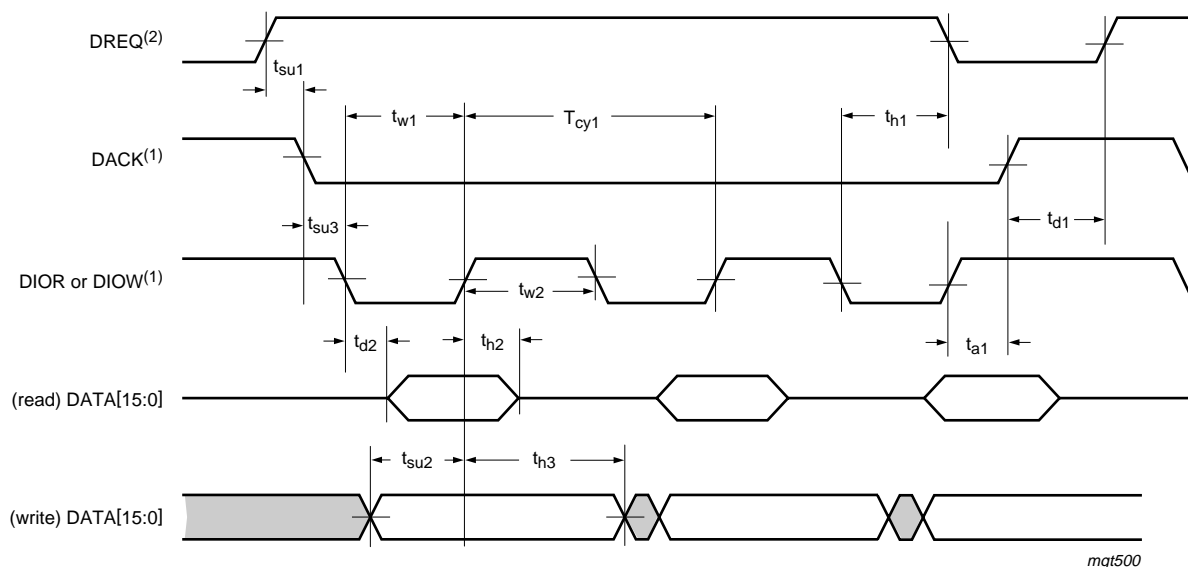 DREQ(2)
tsu1
tw1
Tcy1
th1
DACK(1)
tsu3
td1
DIOR or DIOW(1)
tw2
td2
th2
ta1
(read) DATA[15:0]
tsu2
th3
(write) DATA[15:0]
mgt500